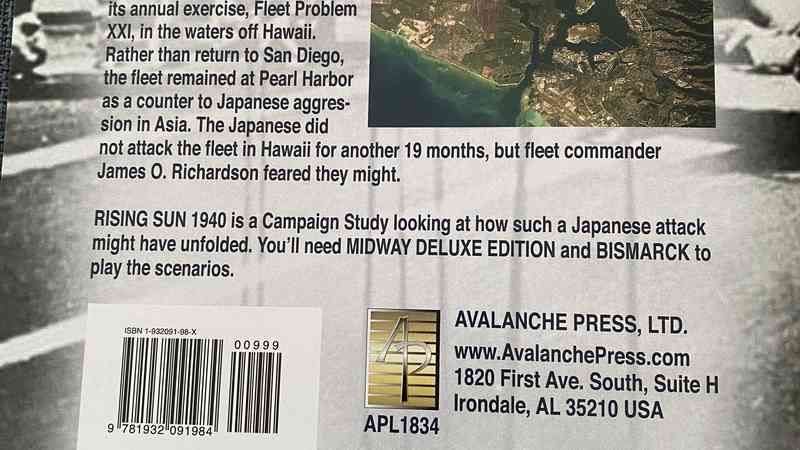 its annual exercise, Fleet Problem
XXI, in the waters off Hawaii.
Rather than return to San Diego,
the fleet remained at Pearl Harbor
as a counter to Japanese aggres-
sion in Asia. The Japanese did
not attack the fleet in Hawaii for another 19 months, but fleet commander
James O. Richardson feared they might.
RISING SUN 1940 is a Campaign Study looking at how such a Japanese attack
might have unfolded. You'll need MIDWAY DELUXE EDITION and BISMARCK to
play the scenarios.
ISBN 1-932091-98-X
00999
9 781932 091984
AP
APL1834
AVALANCHE PRESS, LTD.
www.AvalanchePress.com
1820 First Ave. South, Suite H
Irondale, AL 35210 USA